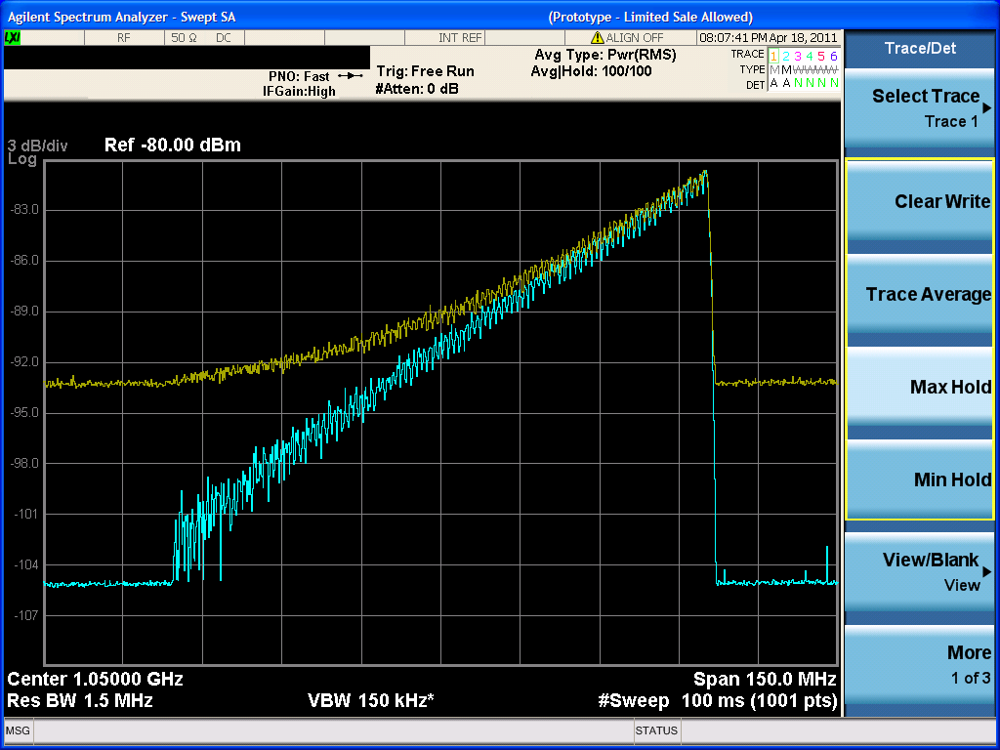 Agilent Spectrum Analyzer - Swept SA (Prototype - Limited Sale Allowed)
LXI RF 50 Ω DC INT REF ALIGN OFF 08:07:41 PM Apr 18, 2011
PNO: Fast
IFGain:High
Trig: Free Run
#Atten: 0 dB
Avg Type: Pwr(RMS)
Avg|Hold: 100/100
TRACE 1 2 3 4 5 6
TYPE M M W W W W
DET A A N N N N
3 dB/div
Log
Ref -80.00 dBm
-83.0
-86.0
-89.0
-92.0
-95.0
-98.0
-101
-104
-107
Center 1.05000 GHz Span 150.0 MHz
Res BW 1.5 MHz VBW 150 kHz* #Sweep 100 ms (1001 pts)
MSG STATUS
Trace/Det
Select Trace
Trace 1
Clear Write
Trace Average
Max Hold
Min Hold
View/Blank
View
More
1 of 3